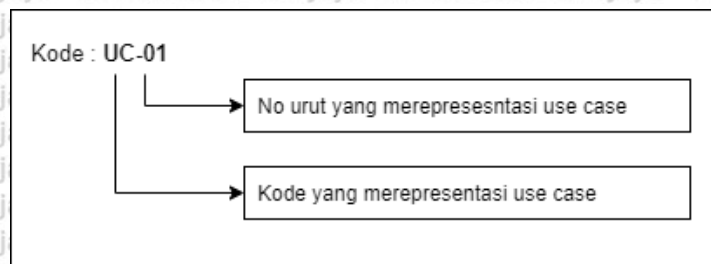 Kode : UC-01
No urut yang merepresesntasi use case
Kode yang merepresentasi use case